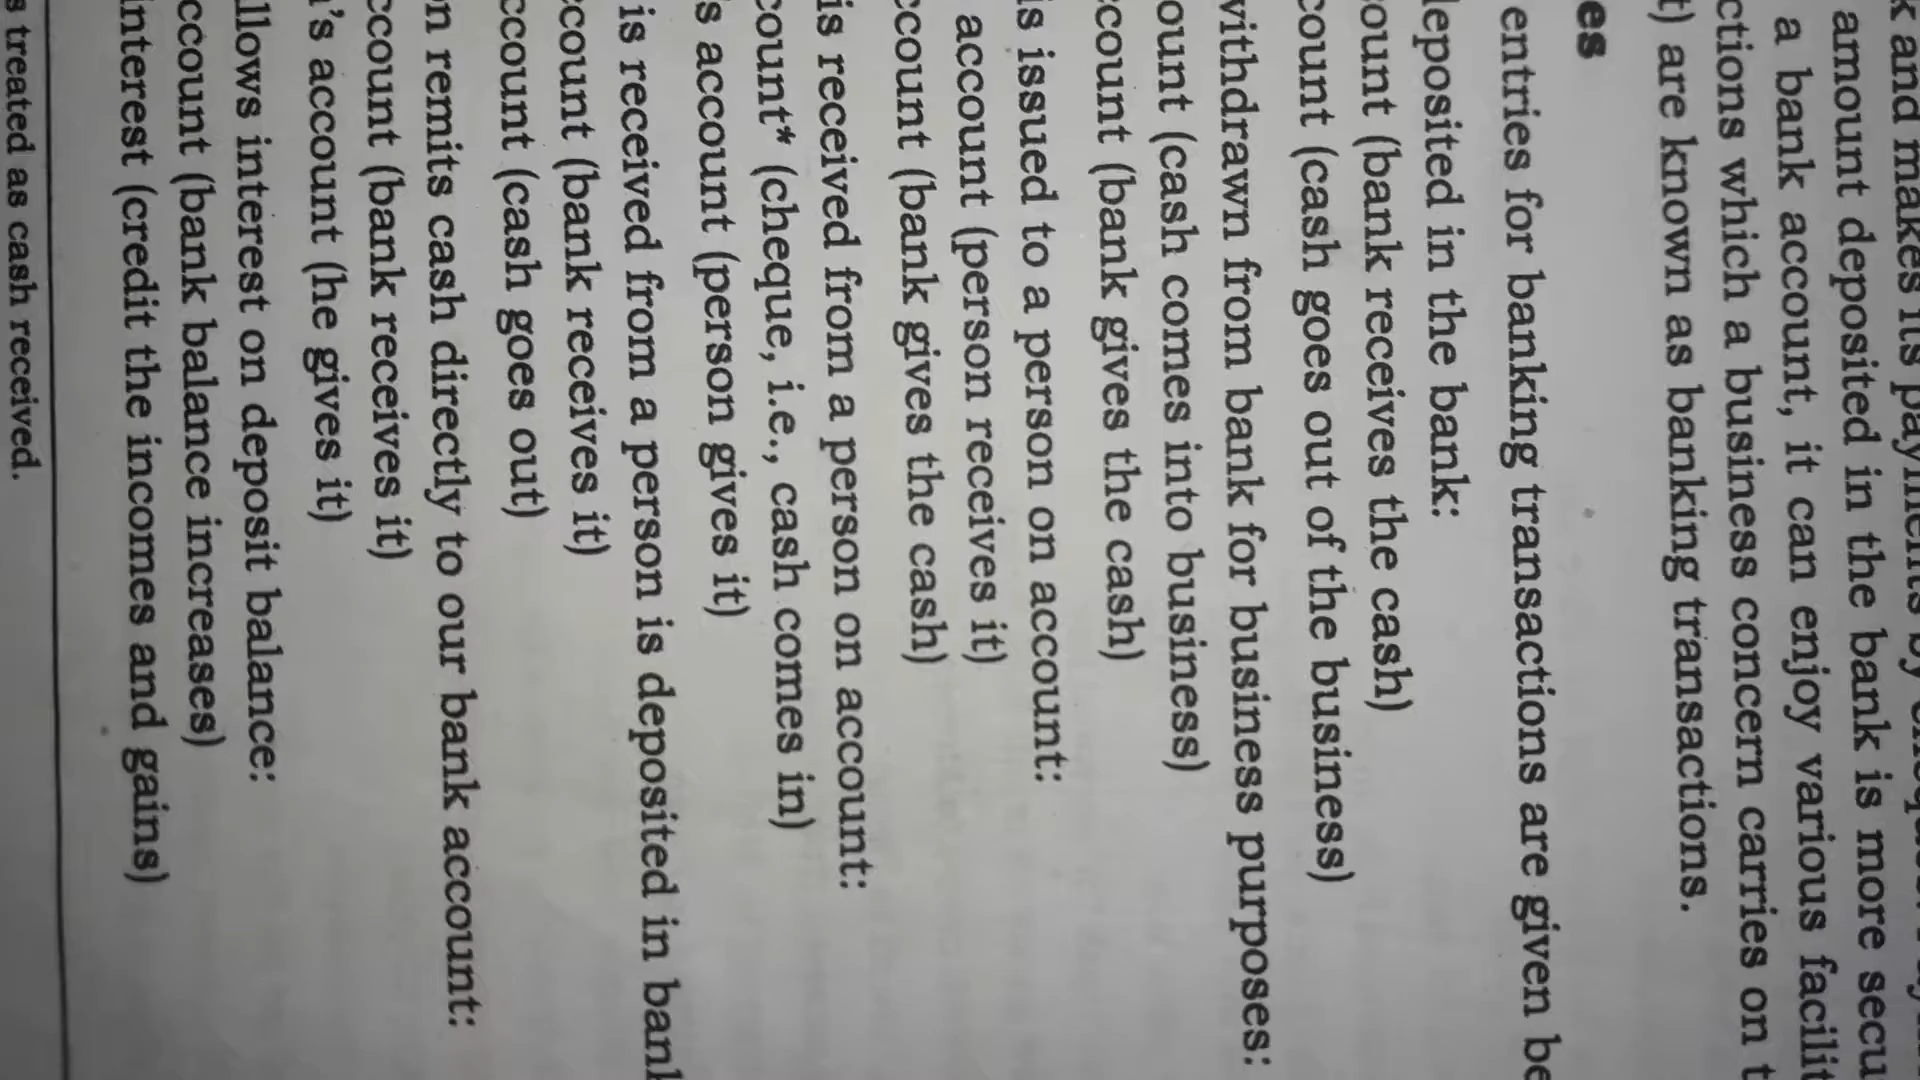 k and makes its payments by
amount deposited in the bank is more secu
a bank account, it can enjoy various facilit
ctions which a business concern carries on t
t) are known as banking transactions.
es
entries for banking transactions are given be
deposited in the bank:
ount (bank receives the cash)
count (cash goes out of the business)
withdrawn from bank for business purposes:
ount (cash comes into business)
ccount (bank gives the cash)
is issued to a person on account:
account (person receives it)
ccount (bank gives the cash)
is received from a person on account:
count* (cheque, i.e., cash comes in)
s account (person gives it)
is received from a person is deposited in bank
ccount (bank receives it)
ccount (cash goes out)
n remits cash directly to our bank account:
ccount (bank receives it)
's account (he gives it)
llows interest on deposit balance:
ccount (bank balance increases)
interest (credit the incomes and gains)
s treated as cash received.